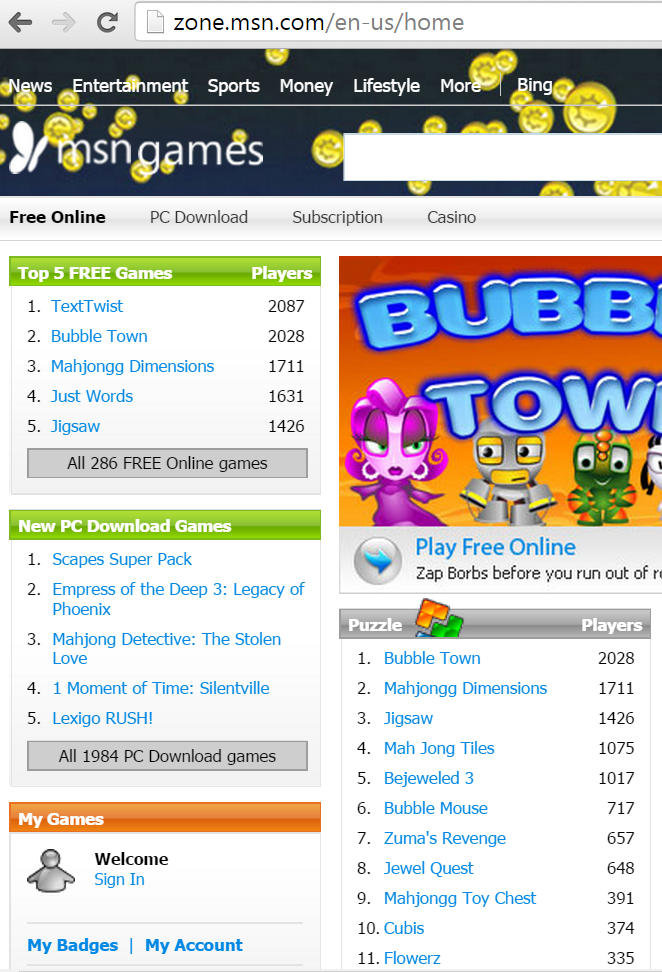 zone.msn.com/en-us/home
News Entertainment Sports Money Lifestyle More | Bing
msn games
Free Online PC Download Subscription Casino
Top 5 FREE Games Players
1. TextTwist 2087
2. Bubble Town 2028
3. Mahjongg Dimensions 1711
4. Just Words 1631
5. Jigsaw 1426
All 286 FREE Online games
New PC Download Games
1. Scapes Super Pack
2. Empress of the Deep 3: Legacy of
Phoenix
3. Mahjong Detective: The Stolen
Love
4. 1 Moment of Time: Silentville
5. Lexigo RUSH!
All 1984 PC Download games
My Games
Welcome
Sign In
My Badges | My Account
BUBB
TOW
Play Free Online
Zap Borbs before you run out of
Puzzle Players
1. Bubble Town 2028
2. Mahjongg Dimensions 1711
3. Jigsaw 1426
4. Mah Jong Tiles 1075
5. Bejeweled 3 1017
6. Bubble Mouse 717
7. Zuma's Revenge 657
8. Jewel Quest 648
9. Mahjongg Toy Chest 391
10. Cubis 374
11. Flowerz 335